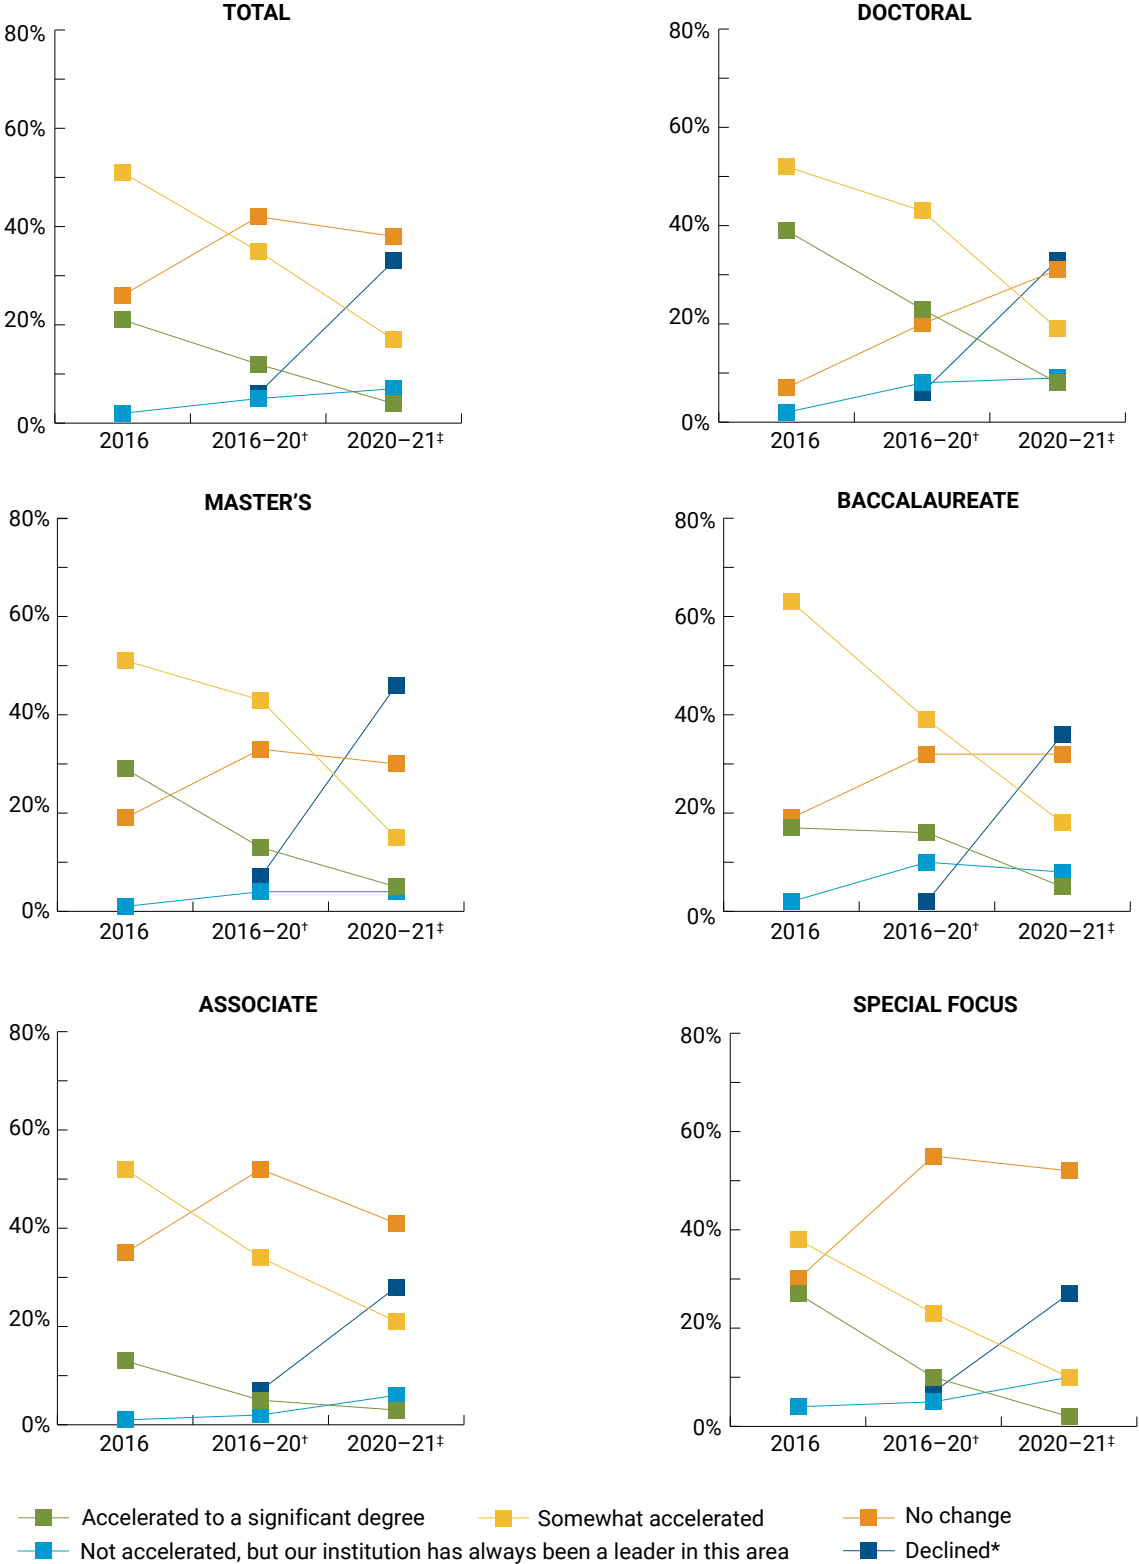 TOTAL
80%
60%
40%
20%
0%
2016 2016–20† 2020–21‡
DOCTORAL
80%
60%
40%
20%
0%
2016 2016–20† 2020–21‡
MASTER’S
80%
60%
40%
20%
0%
2016 2016–20† 2020–21‡
BACCALAUREATE
80%
60%
40%
20%
0%
2016 2016–20† 2020–21‡
ASSOCIATE
80%
60%
40%
20%
0%
2016 2016–20† 2020–21‡
SPECIAL FOCUS
80%
60%
40%
20%
0%
2016 2016–20† 2020–21‡
Accelerated to a significant degree Somewhat accelerated No change
Not accelerated, but our institution has always been a leader in this area Declined*